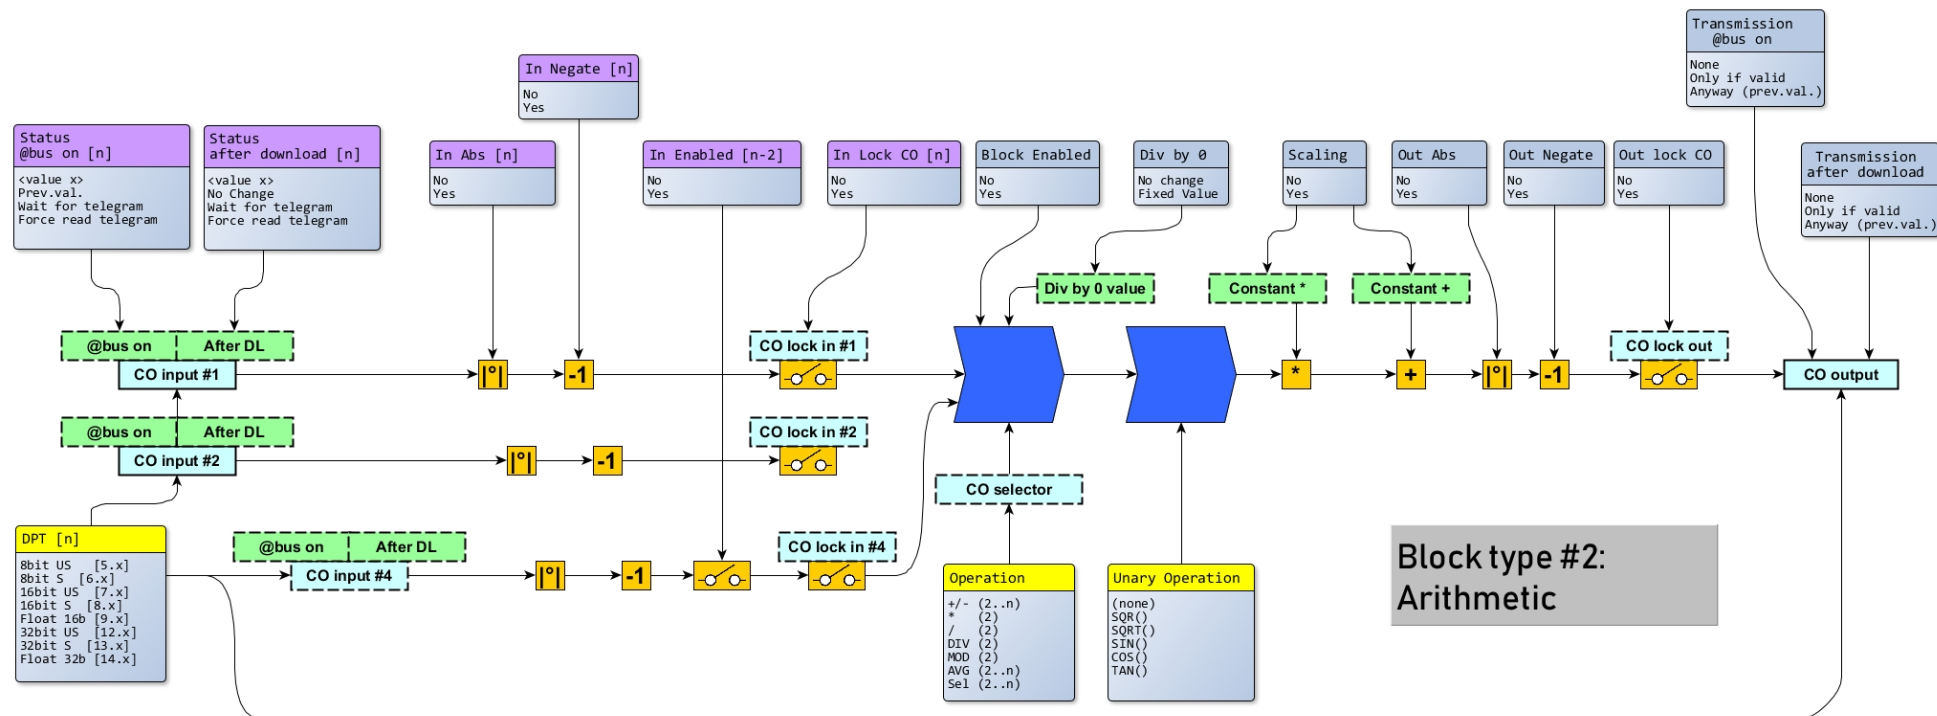 Transmission
@bus on
None
Only if valid
Anyway (prev.val.)
In Negate [n]
No
Yes
Status
@bus on [n]
<value x>
Prev.val.
Wait for telegram
Force read telegram
Status
after download [n]
<value x>
No Change
Wait for telegram
Force read telegram
In Abs [n]
No
Yes
In Enabled [n-2]
No
Yes
In Lock CO [n]
No
Yes
Block Enabled
No
Yes
Div by 0
No change
Fixed Value
Scaling
No
Yes
Out Abs
No
Yes
Out Negate
No
Yes
Out lock CO
No
Yes
Transmission
after download
None
Only if valid
Anyway (prev.val.)
Div by 0 value
Constant *
Constant +
@bus on
After DL
CO input #1
|°|
-1
CO lock in #1
*
+
|°|
-1
CO lock out
CO output
@bus on
After DL
CO input #2
|°|
-1
CO lock in #2
CO selector
DPT [n]
8bit US [5.x]
8bit S [6.x]
16bit US [7.x]
16bit S [8.x]
Float 16b [9.x]
32bit US [12.x]
32bit S [13.x]
Float 32b [14.x]
@bus on
After DL
CO input #4
|°|
-1
CO lock in #4
Operation
+/- (2..n)
* (2)
/ (2)
DIV (2)
MOD (2)
AVG (2..n)
Sel (2..n)
Unary Operation
(none)
SQR()
SQRT()
SIN()
COS()
TAN()
Block type #2:
Arithmetic